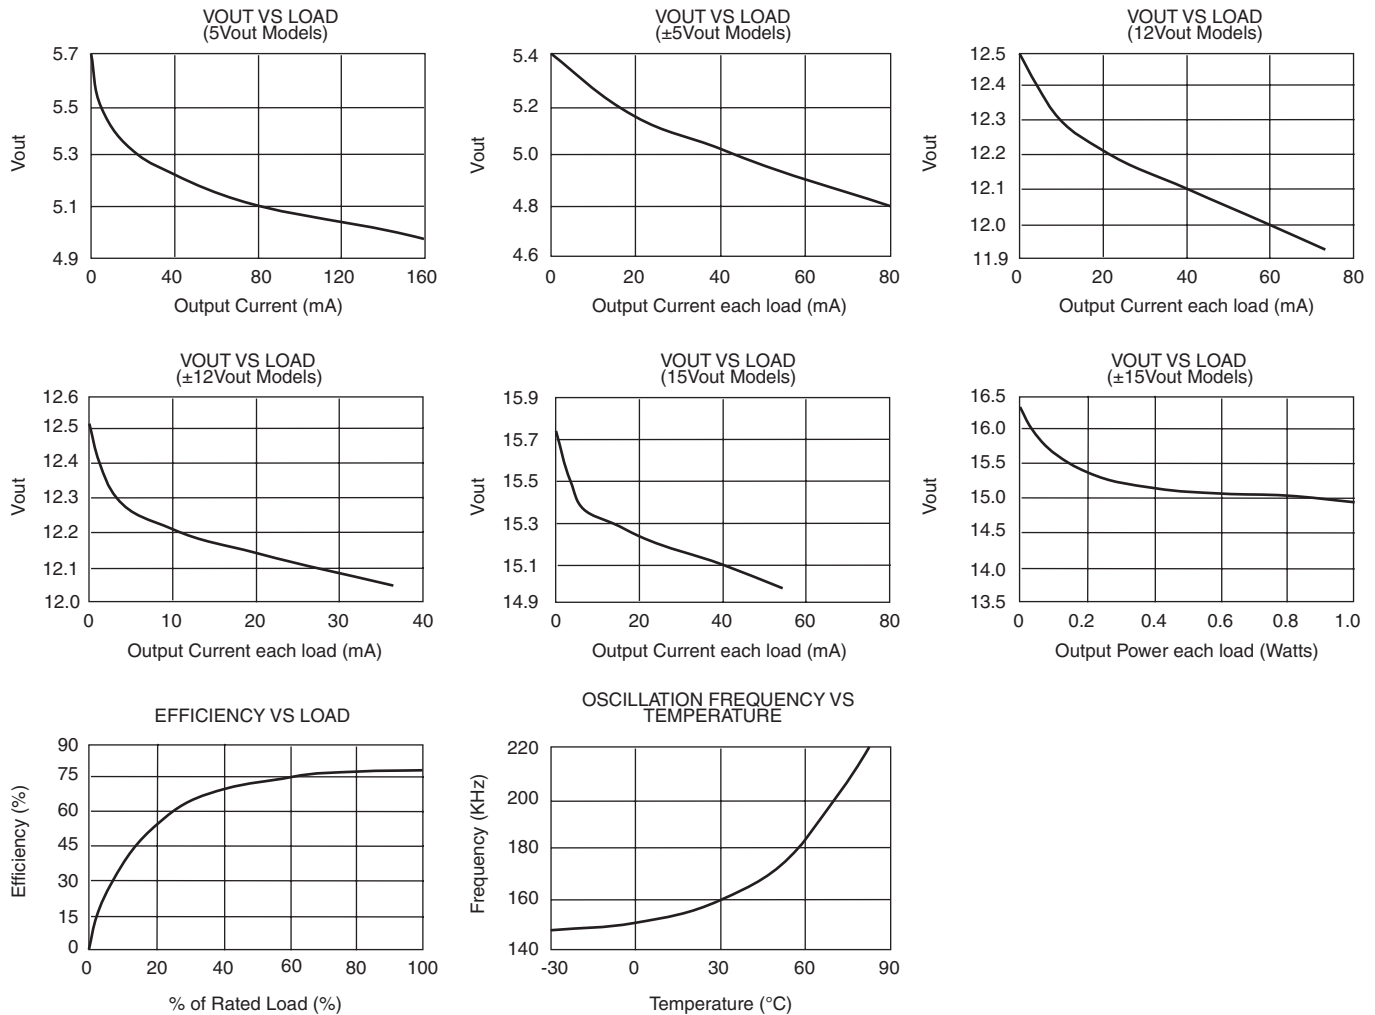 VOUT VS LOAD
(5Vout Models)
5.7
5.5
5.3
5.1
4.9
Vout
0 40 80 120 160
Output Current (mA)
VOUT VS LOAD
(±5Vout Models)
5.4
5.2
5.0
4.8
4.6
Vout
0 20 40 60 80
Output Current each load (mA)
VOUT VS LOAD
(12Vout Models)
12.5
12.4
12.3
12.2
12.1
12.0
11.9
Vout
0 20 40 60 80
Output Current each load (mA)
VOUT VS LOAD
(±12Vout Models)
12.6
12.5
12.4
12.3
12.2
12.1
12.0
Vout
0 10 20 30 40
Output Current each load (mA)
VOUT VS LOAD
(15Vout Models)
15.9
15.7
15.5
15.3
15.1
14.9
Vout
0 20 40 60 80
Output Current each load (mA)
VOUT VS LOAD
(±15Vout Models)
16.5
16.0
15.5
15.0
14.5
14.0
13.5
Vout
0 0.2 0.4 0.6 0.8 1.0
Output Power each load (Watts)
EFFICIENCY VS LOAD
90
75
60
45
30
15
0
Efficiency (%)
0 20 40 60 80 100
% of Rated Load (%)
OSCILLATION FREQUENCY VS
TEMPERATURE
220
200
180
160
140
Frequency (KHz)
-30 0 30 60 90
Temperature (°C)